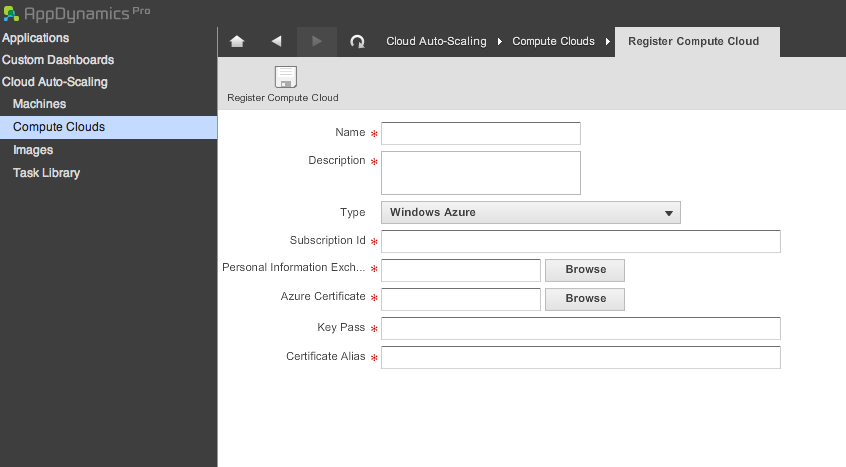 AppDynamics Pro
Applications
Custom Dashboards
Cloud Auto-Scaling
Machines
Compute Clouds
Images
Task Library
Cloud Auto-Scaling Compute Clouds Register Compute Cloud
Register Compute Cloud
Name *
Description *
Type Windows Azure
Subscription Id *
Personal Information Exch... * Browse
Azure Certificate * Browse
Key Pass *
Certificate Alias *